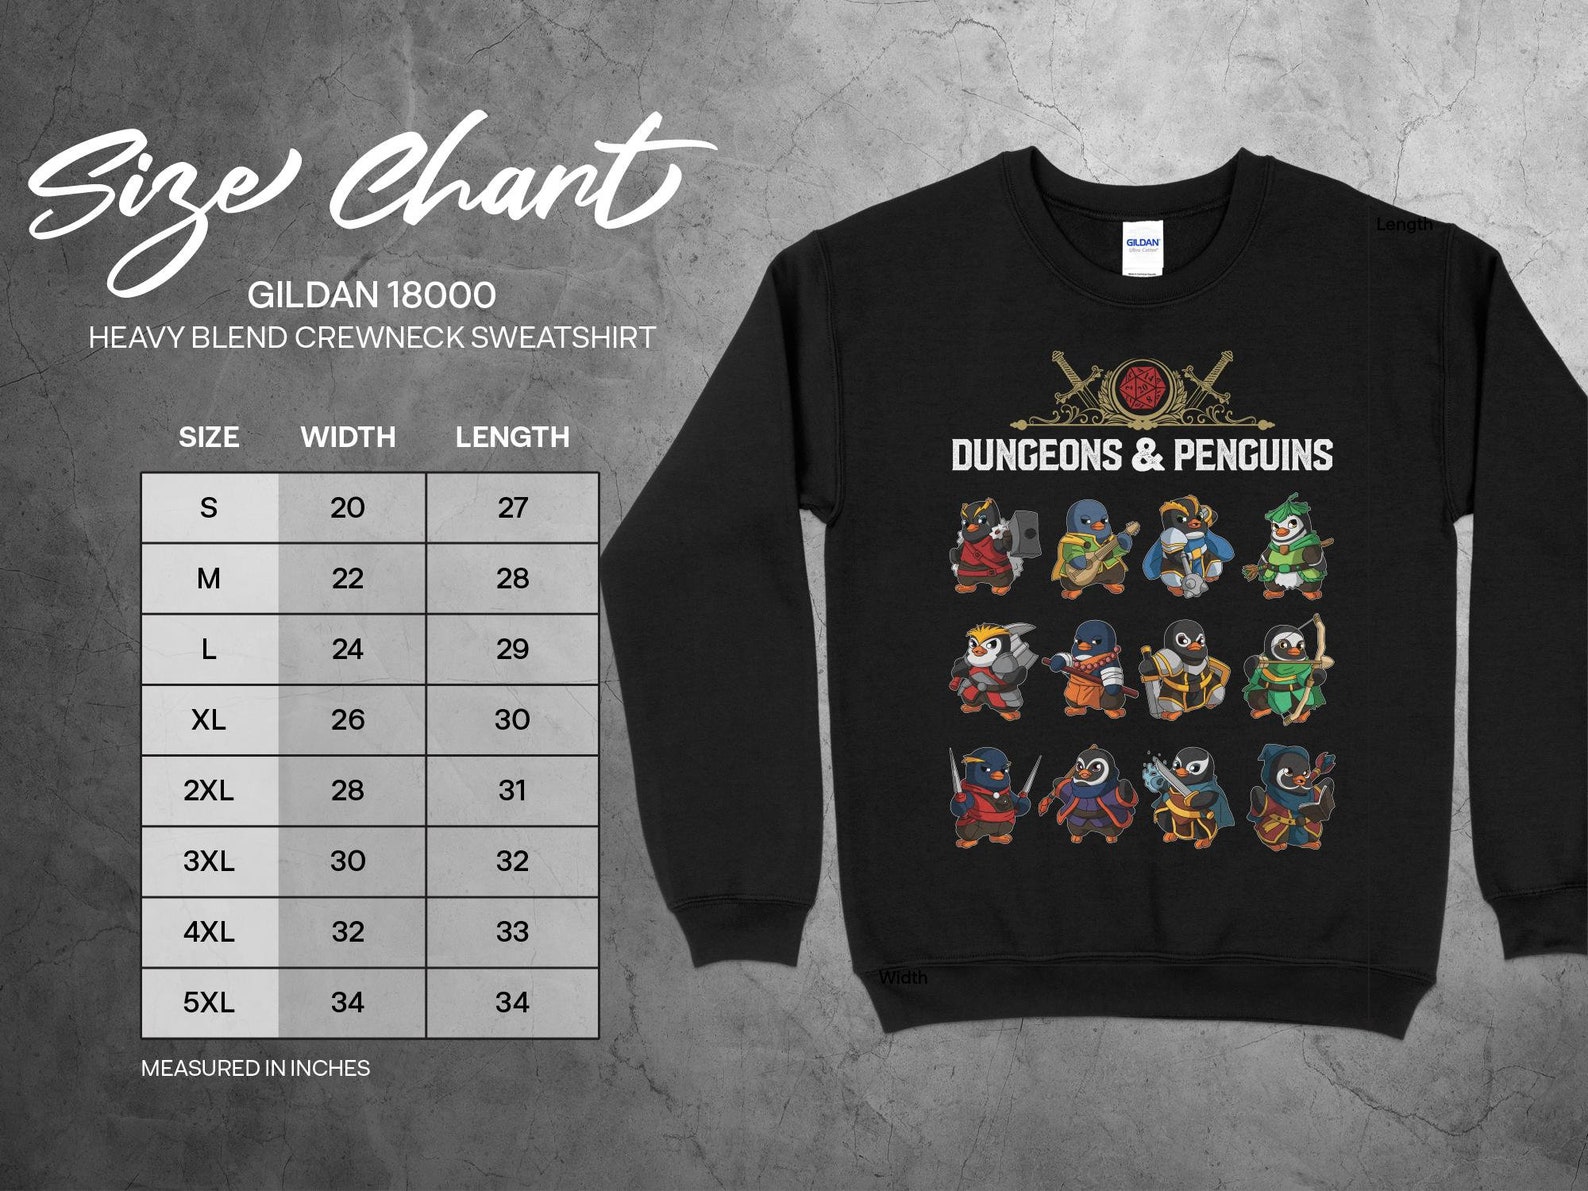 Size Chart
GILDAN 18000
HEAVY BLEND CREWNECK SWEATSHIRT
SIZE WIDTH LENGTH
S 20 27
M 22 28
L 24 29
XL 26 30
2XL 28 31
3XL 30 32
4XL 32 33
5XL 34 34
MEASURED IN INCHES
Length
GILDAN
20
DUNGEONS & PENGUINS
Width